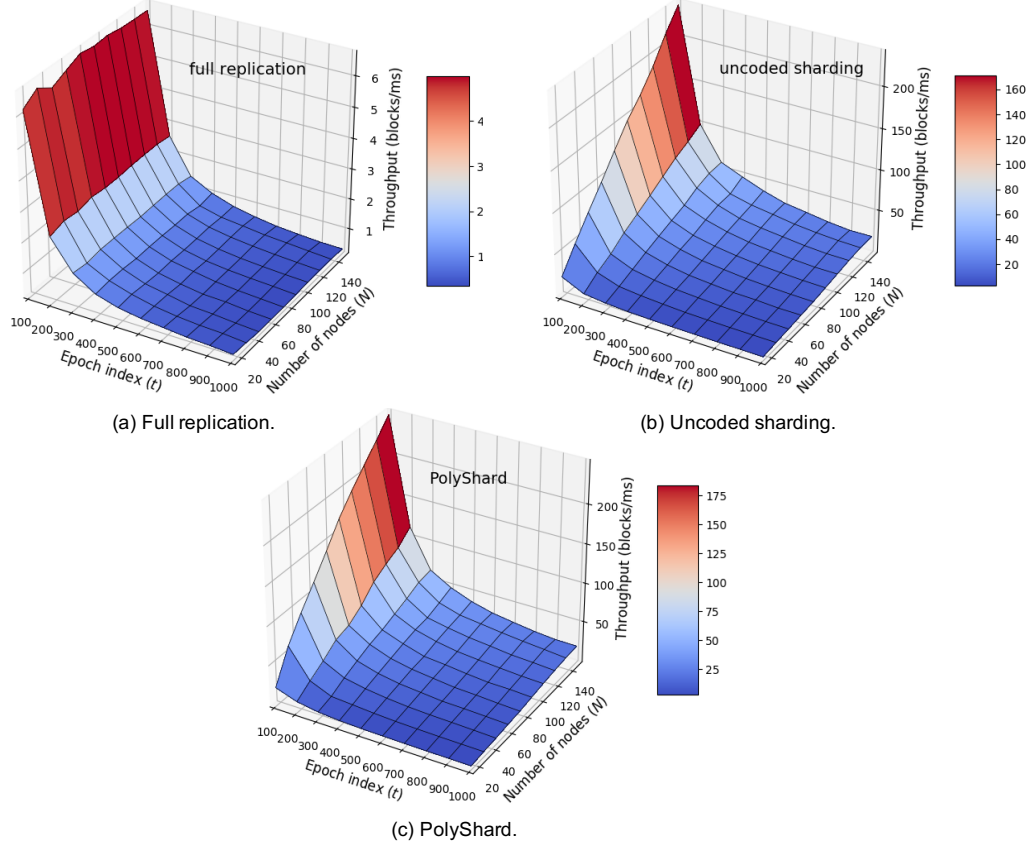 full replication
6
5
4
3
2
1
Throughput (blocks/ms)
4
3
2
1
100 200 300 400 500 600 700 800 900 1000
Epoch index (t)
20 40 60 80 100 120 140
Number of nodes (N)
(a) Full replication.
uncoded sharding
200
150
100
50
Throughput (blocks/ms)
160
140
120
100
80
60
40
20
100 200 300 400 500 600 700 800 900 1000
Epoch index (t)
20 40 60 80 100 120 140
Number of nodes (N)
(b) Uncoded sharding.
PolyShard
200
150
100
50
Throughput (blocks/ms)
175
150
125
100
75
50
25
100 200 300 400 500 600 700 800 900 1000
Epoch index (t)
20 40 60 80 100 120 140
Number of nodes (N)
(c) PolyShard.